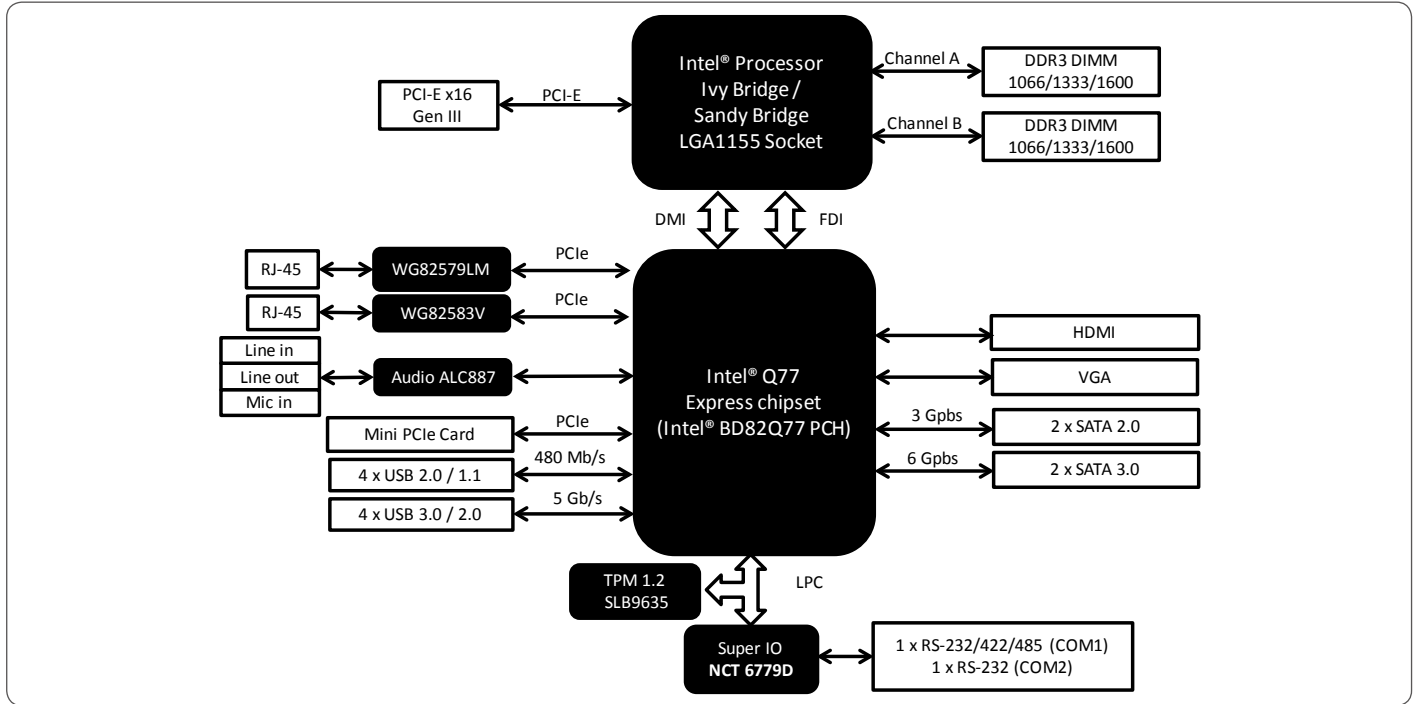 Intel® Processor
Ivy Bridge /
Sandy Bridge
LGA1155 Socket
PCI-E x16
Gen III
PCI-E
Channel A
DDR3 DIMM
1066/1333/1600
Channel B
DDR3 DIMM
1066/1333/1600
DMI
FDI
RJ-45
WG82579LM
PCIe
RJ-45
WG82583V
PCIe
Line in
Line out
Mic in
Audio ALC887
Mini PCIe Card
PCIe
4 x USB 2.0 / 1.1
480 Mb/s
4 x USB 3.0 / 2.0
5 Gb/s
Intel® Q77
Express chipset
(Intel® BD82Q77 PCH)
HDMI
VGA
3 Gpbs
2 x SATA 2.0
6 Gpbs
2 x SATA 3.0
TPM 1.2
SLB9635
LPC
Super IO
NCT 6779D
1 x RS-232/422/485 (COM1)
1 x RS-232 (COM2)